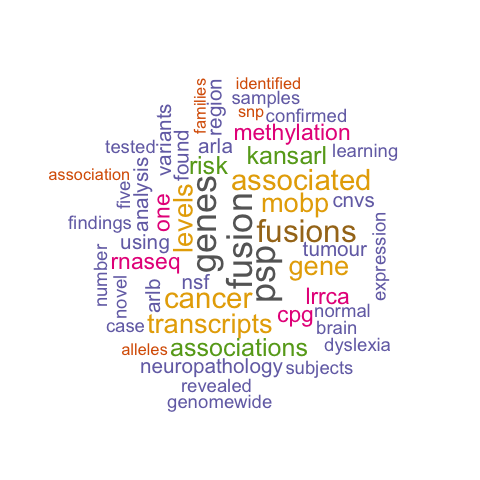 identified
families
region
samples
snp
confirmed
variants
methylation
tested
found
arla
kansarl
learning
risk
association
analysis
associated
five
one
levels
genes
mobp
cnvs
findings
fusion
fusions
using
tumour
expression
rnaseq
psp
gene
number
novel
arlb
nsf
cancer
lrrca
cpg
normal
case
transcripts
brain
alleles
associations
dyslexia
neuropathology
subjects
revealed
genomewide